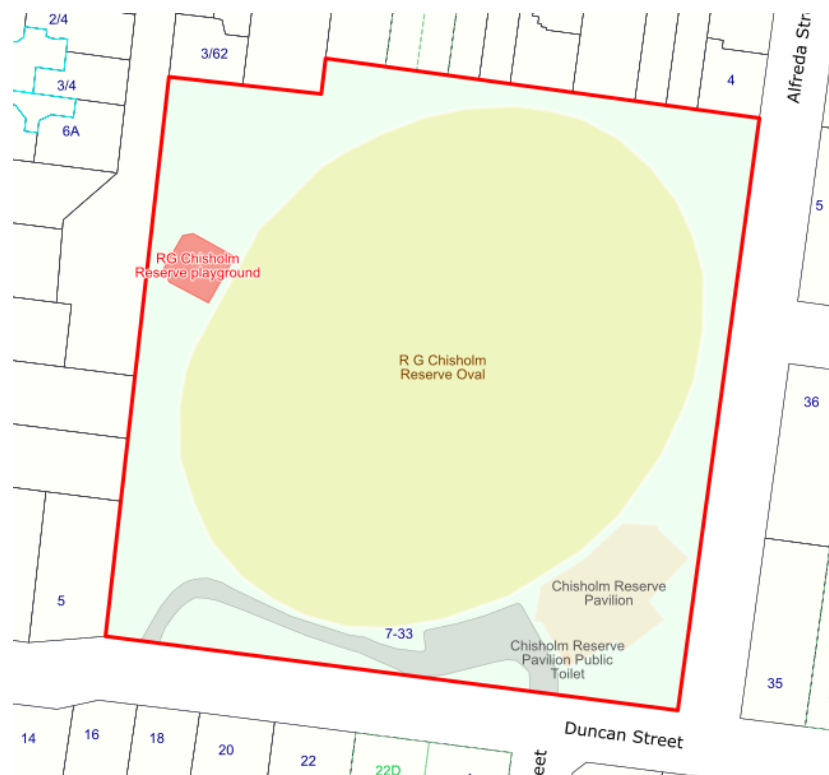 2/4
3/62
Alfreda Str
3/4
4
6A
5
RG Chisholm
Reserve playground
R G Chisholm
Reserve Oval
36
Chisholm Reserve
Pavilion
5
7-33
Chisholm Reserve
Pavilion Public
Toilet
35
14
16
18
20
22
22D
Duncan Street
eet